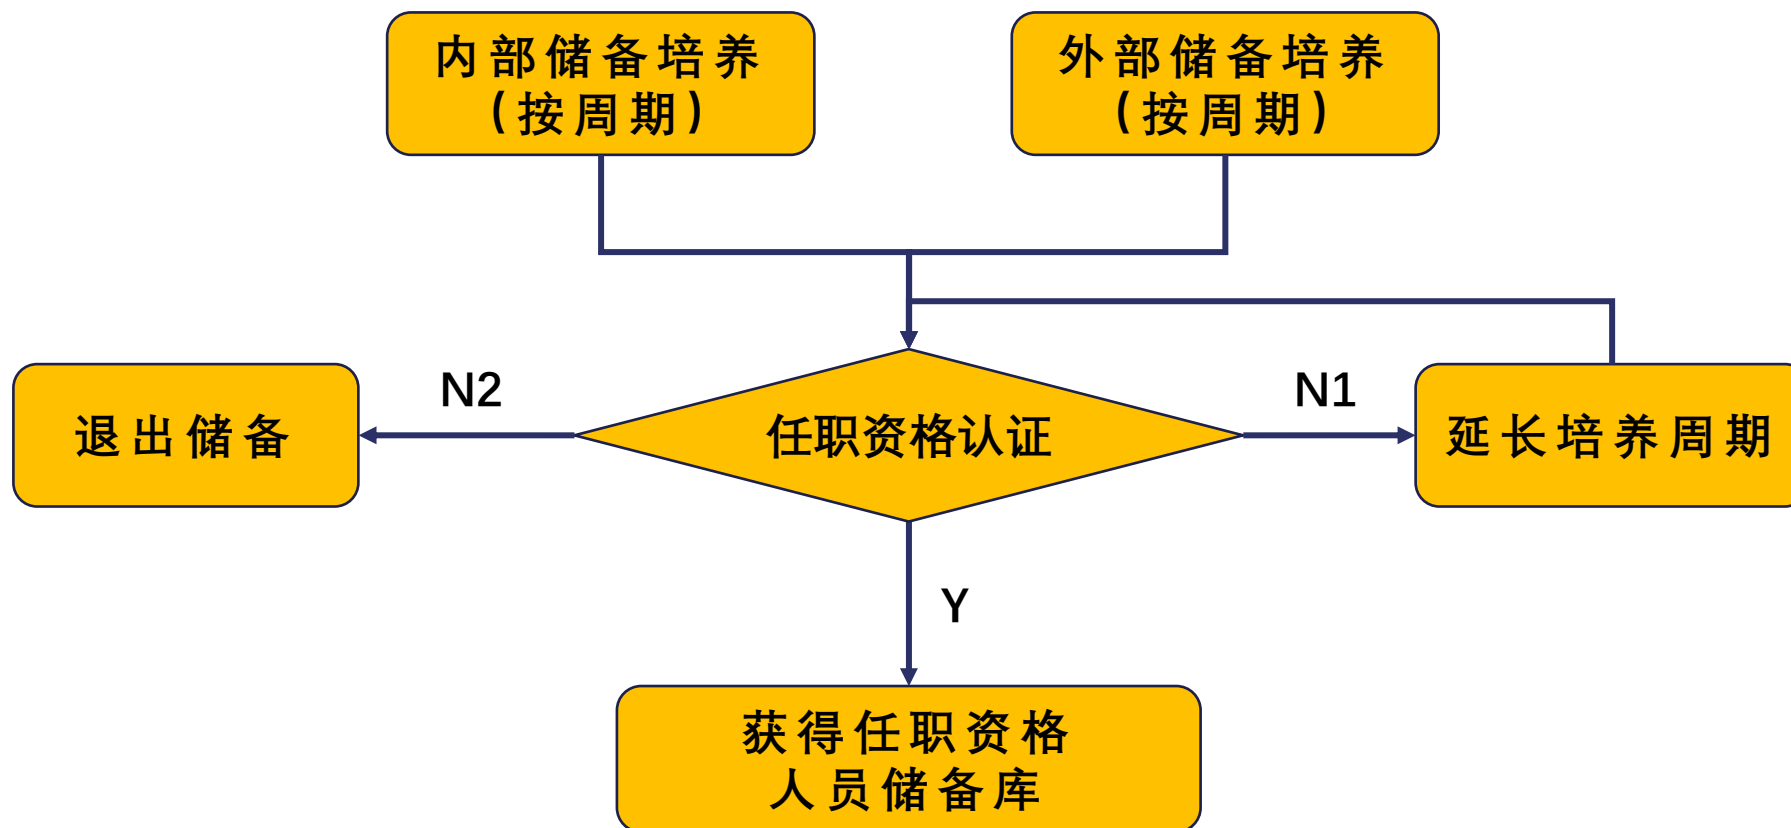 内部储备培养
(按周期)
外部储备培养
(按周期)
N2
N1
退出储备
任职资格认证
延长培养周期
Y
获得任职资格
人员储备库